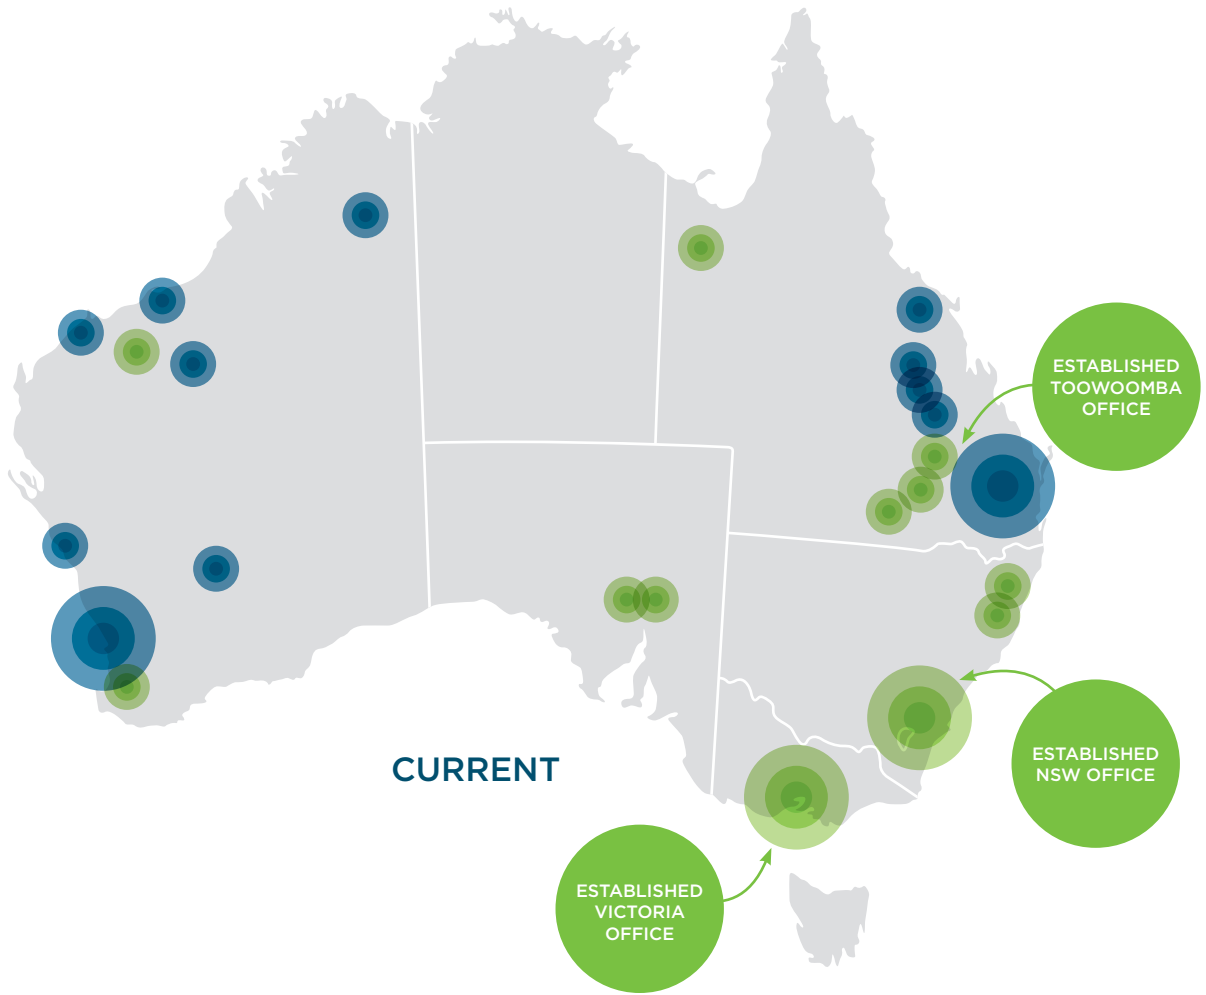 ESTABLISHED
TOOWOOMBA
OFFICE
CURRENT
ESTABLISHED
NSW OFFICE
ESTABLISHED
VICTORIA
OFFICE